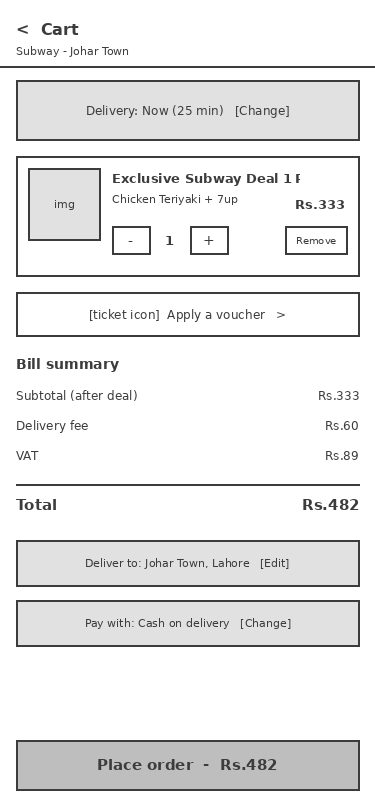 < Cart
Subway - Johar Town
Delivery: Now (25 min) [Change]
img
Exclusive Subway Deal 1
Chicken Teriyaki + 7up
Rs.333
- 1 +
Remove
[ticket icon] Apply a voucher >
Bill summary
Subtotal (after deal) Rs.333
Delivery fee Rs.60
VAT Rs.89
Total Rs.482
Deliver to: Johar Town, Lahore [Edit]
Pay with: Cash on delivery [Change]
Place order - Rs.482